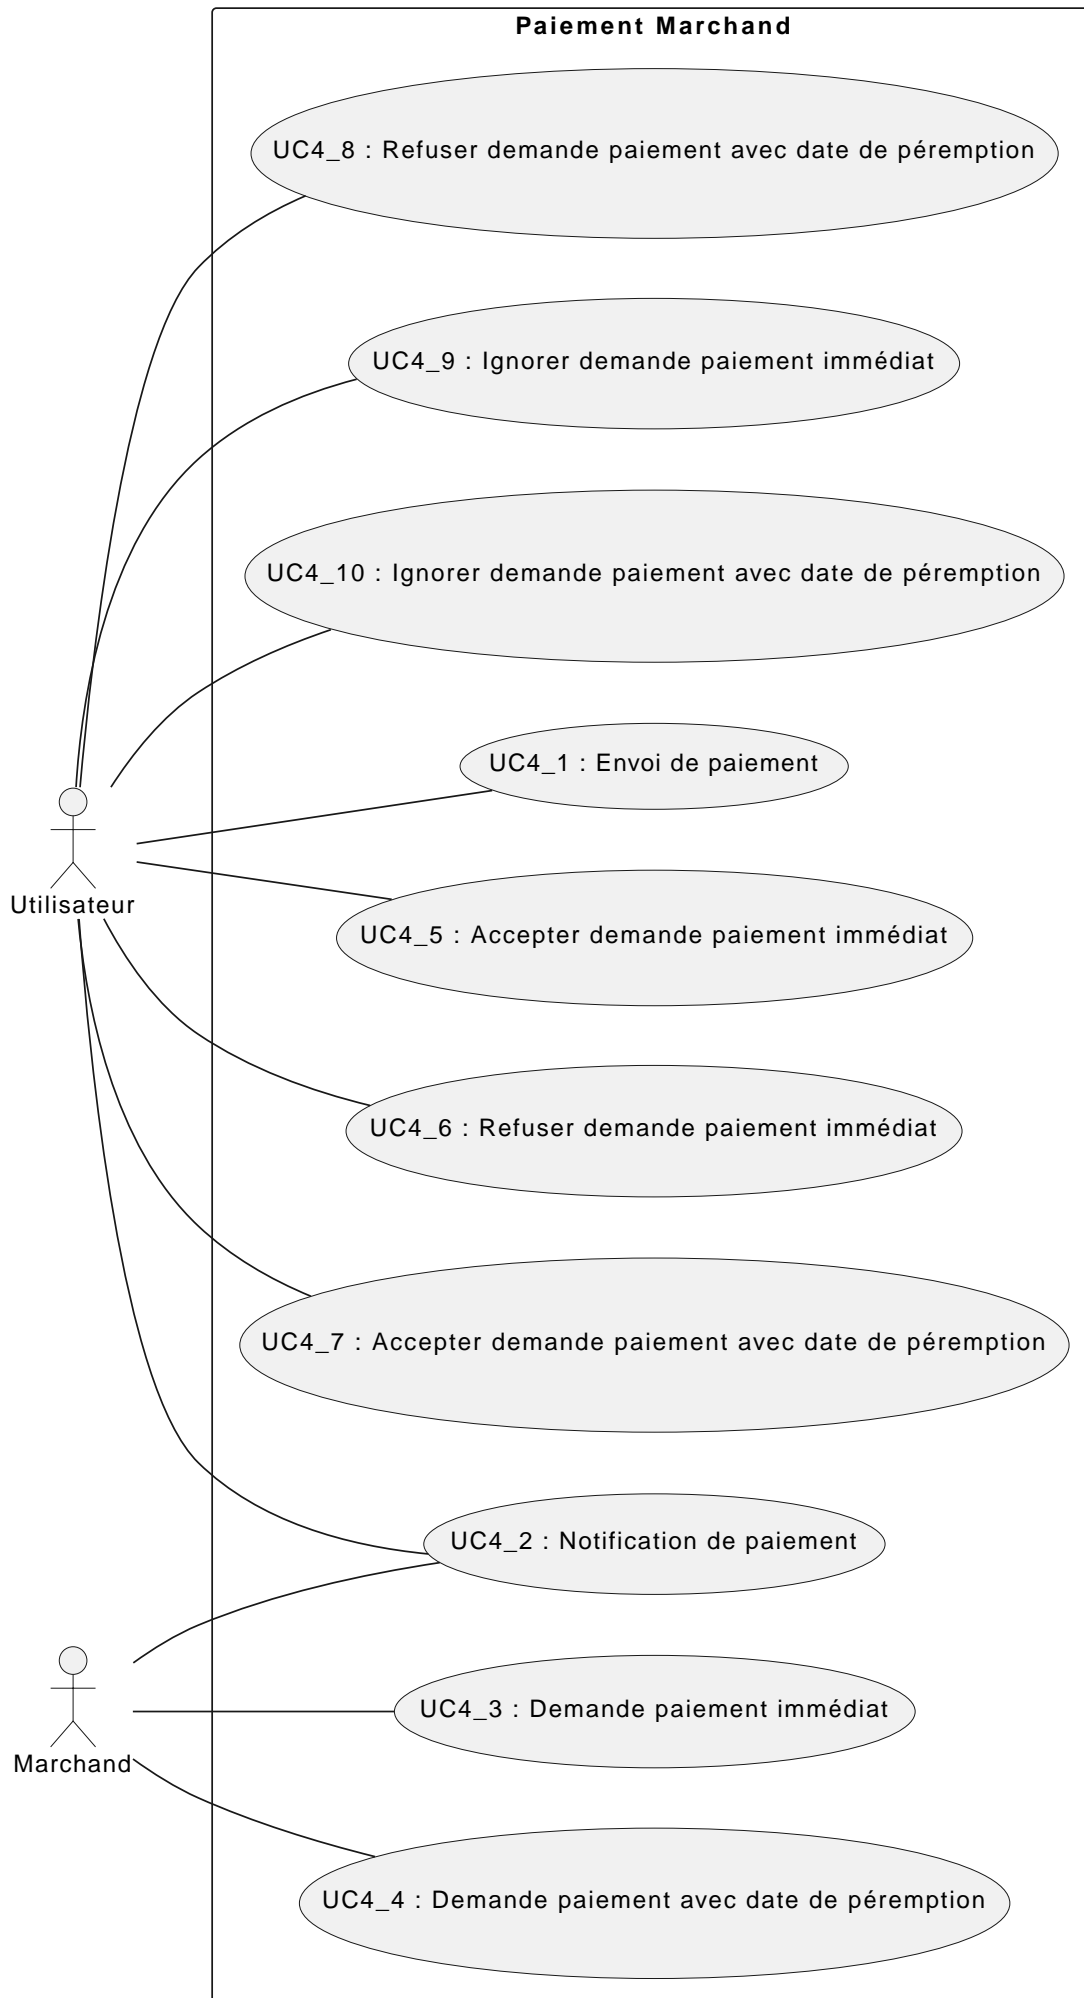 Paiement Marchand
UC4_8 : Refuser demande paiement avec date de péremption
UC4_9 : Ignorer demande paiement immédiat
UC4_10 : Ignorer demande paiement avec date de péremption
UC4_1 : Envoi de paiement
Utilisateur
UC4_5 : Accepter demande paiement immédiat
UC4_6 : Refuser demande paiement immédiat
UC4_7 : Accepter demande paiement avec date de péremption
UC4_2 : Notification de paiement
UC4_3 : Demande paiement immédiat
Marchand
UC4_4 : Demande paiement avec date de péremption